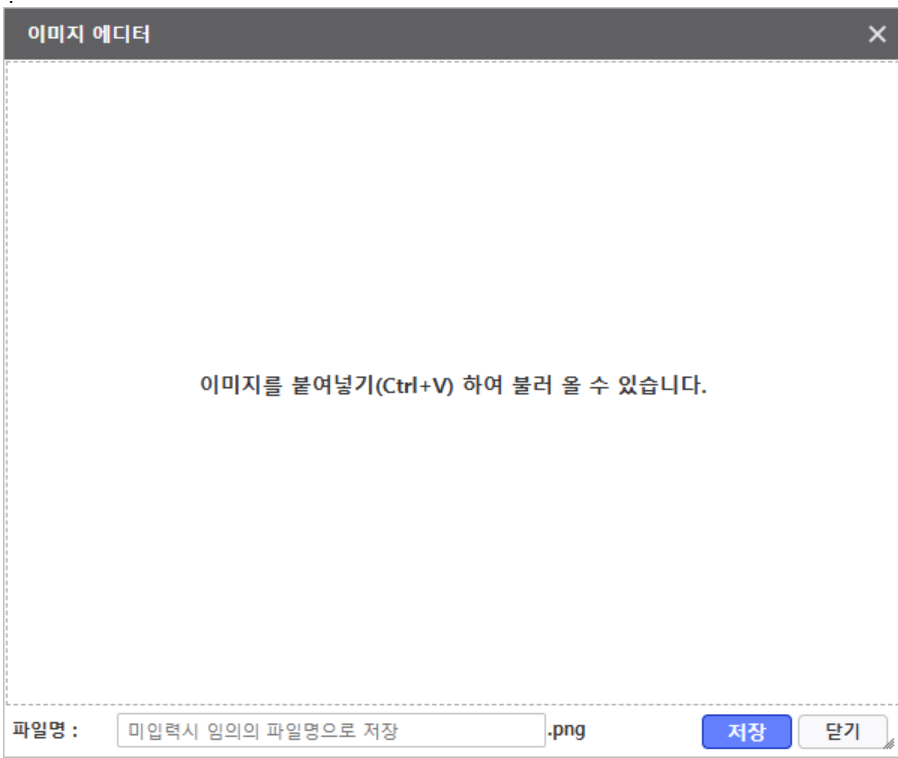 이미지 에디터
이미지를 붙여넣기(Ctrl+V) 하여 불러 올 수 있습니다.
파일명 : 미입력시 임의의 파일명으로 저장 .png 저장 닫기